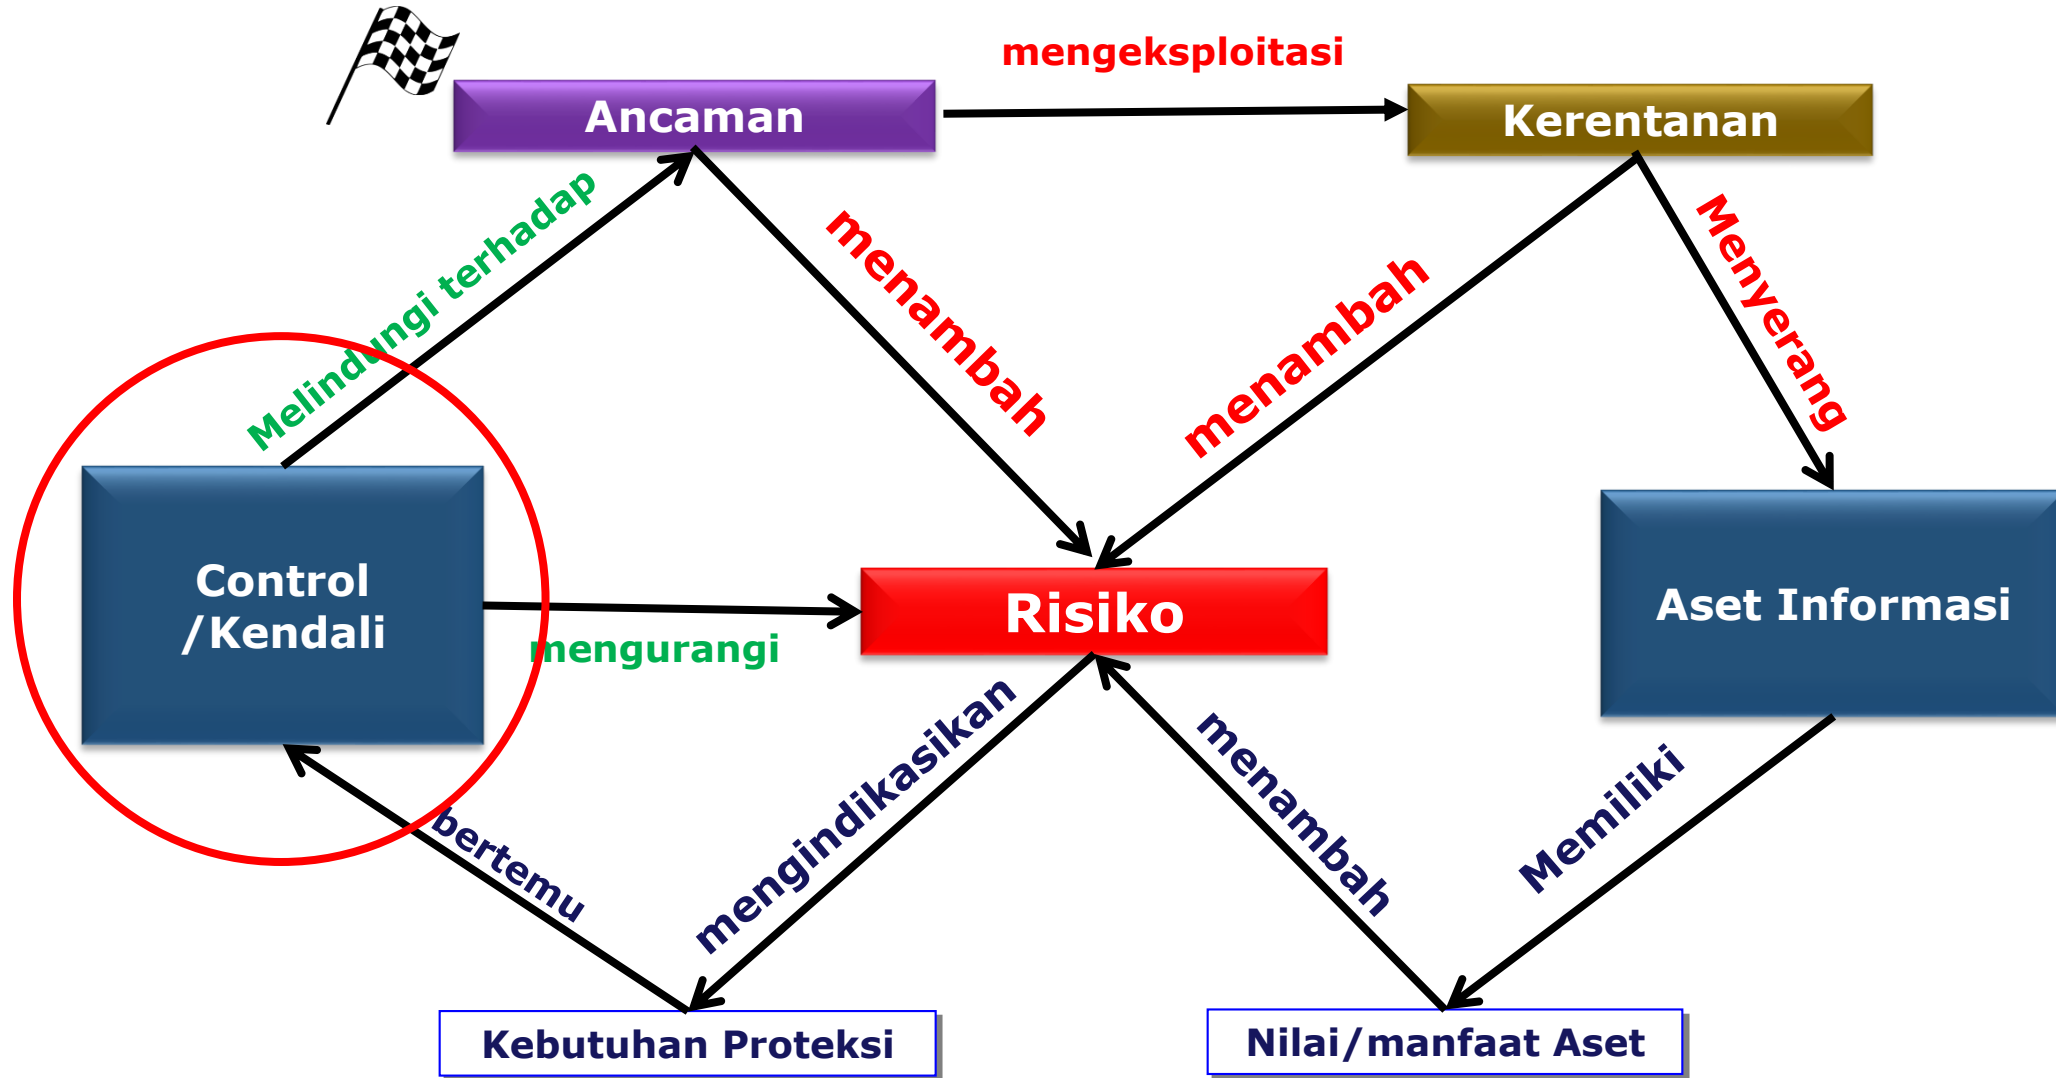 mengeksploitasi
Ancaman
Kerentanan
Melindungi terhadap
menambah
menambah
Menyerang
Control
/Kendali
Risiko
Aset Informasi
mengurangi
bertemu
mengindikasikan
menambah
Memiliki
Kebutuhan Proteksi
Nilai/manfaat Aset